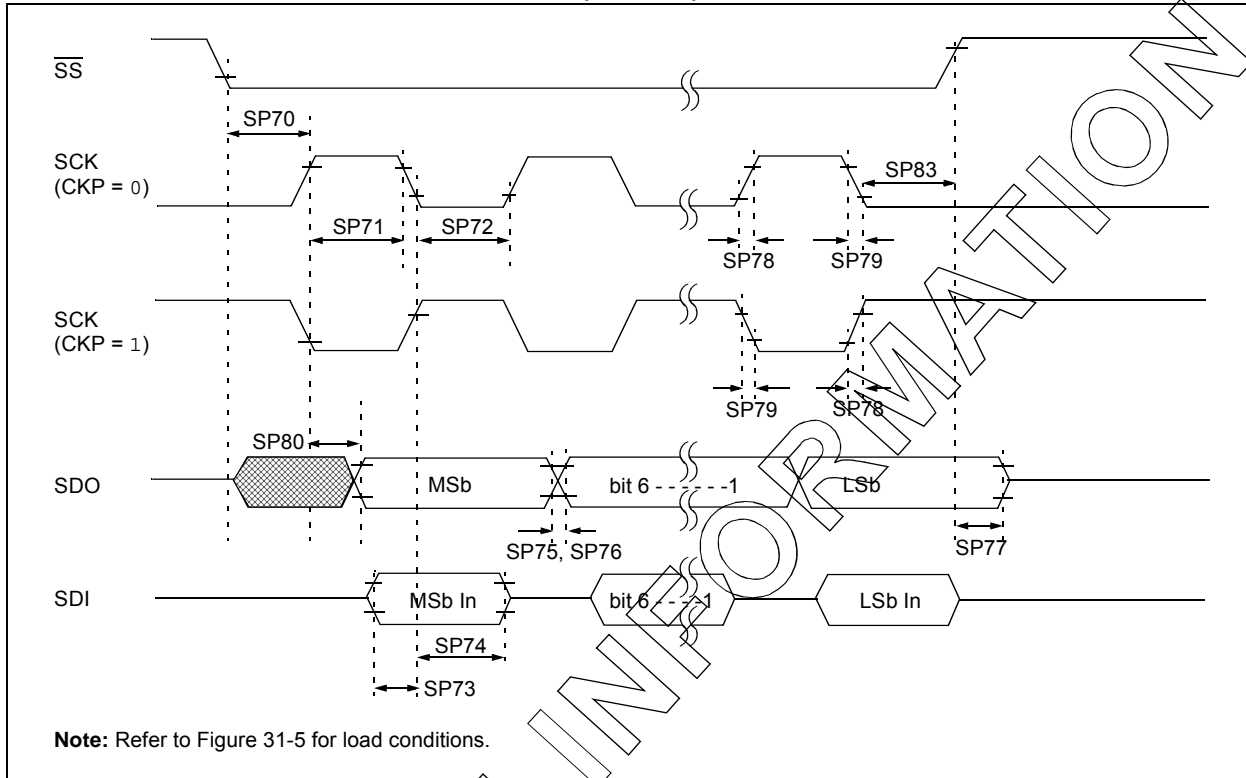 SS
SP70
SCK
(CKP = 0)
SP83
SP71
SP72
SP78
SP79
SCK
(CKP = 1)
SP79
SP78
SP80
SDO
MSb
bit 6 - - - - - -1
LSb
SP75, SP76
SP77
SDI
MSb In
bit 6 - - - -1
LSb In
SP74
SP73
Note: Refer to Figure 31-5 for load conditions.
INFORMATION